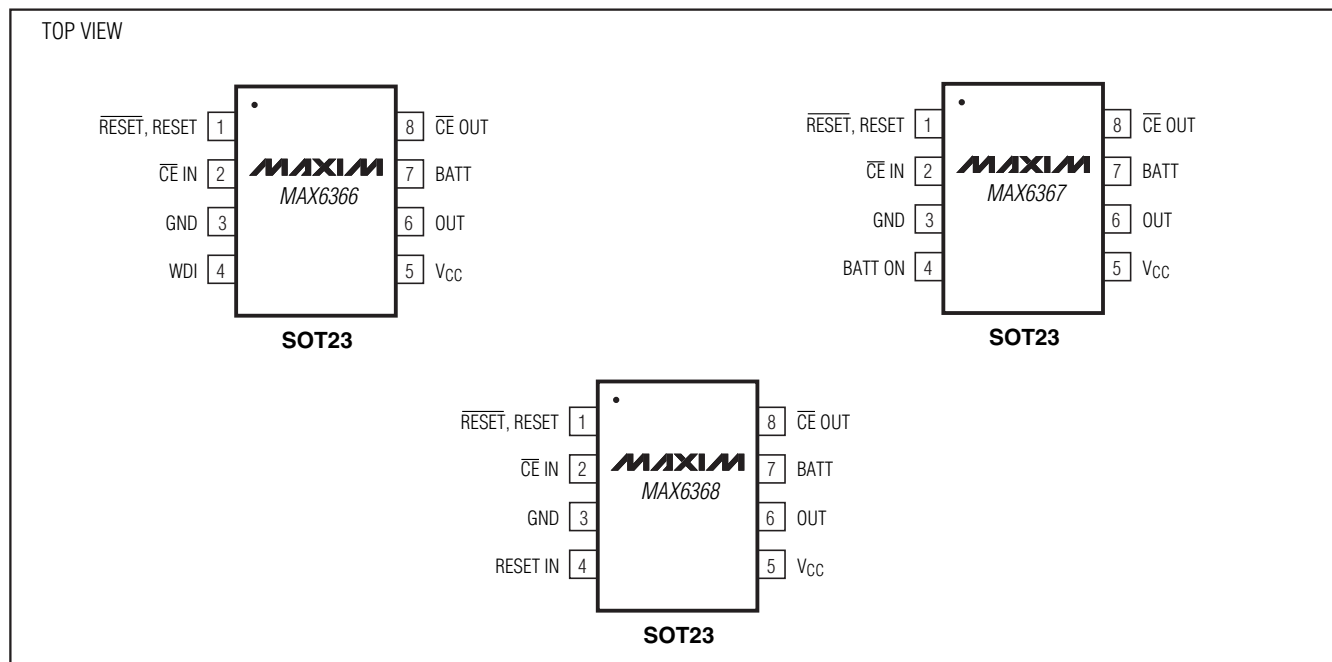 TOP VIEW
RESET, RESET 1
8 CE OUT
CE IN 2
7 BATT
GND 3
6 OUT
WDI 4
5 VCC
MAXIM
MAX6366
SOT23
RESET, RESET 1
8 CE OUT
CE IN 2
7 BATT
GND 3
6 OUT
BATT ON 4
5 VCC
MAXIM
MAX6367
SOT23
RESET, RESET 1
8 CE OUT
CE IN 2
7 BATT
GND 3
6 OUT
RESET IN 4
5 VCC
MAXIM
MAX6368
SOT23